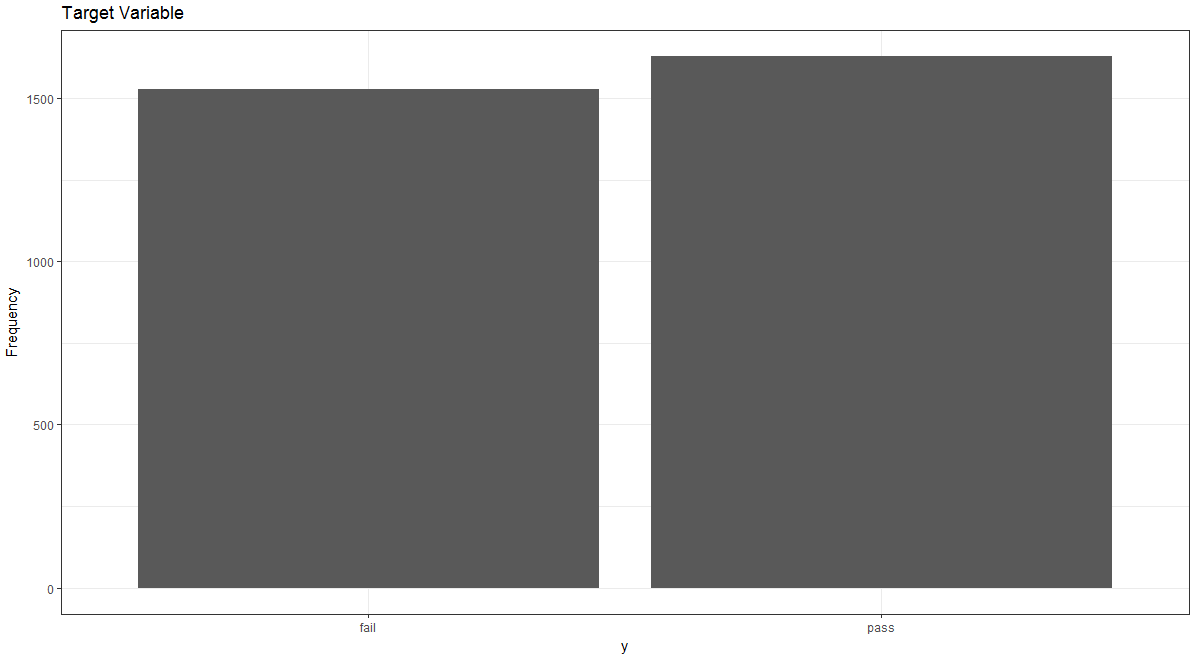 Target Variable
1500
1000
500
0
Frequency
fail
pass
y